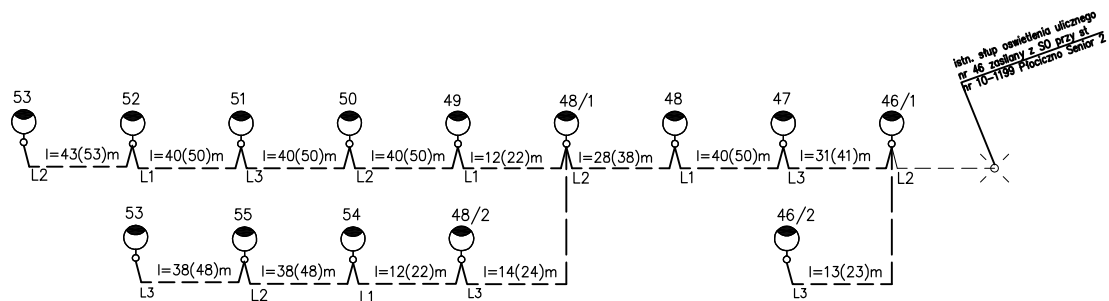 istn. słup oswietlenia ulicznego
nr 46 zasilany z SO przy st
nr 10-1199 Płociczno Senior 2
53 52 51 50 49 48/1 48 47 46/1
l=43(53)m l=40(50)m l=40(50)m l=40(50)m l=12(22)m l=28(38)m l=40(50)m l=31(41)m
L2 L1 L3 L2 L1 L2 L1 L3 L2
53 55 54 48/2 46/2
l=38(48)m l=38(48)m l=12(22)m l=14(24)m l=13(23)m
L3 L2 L1 L3 L3